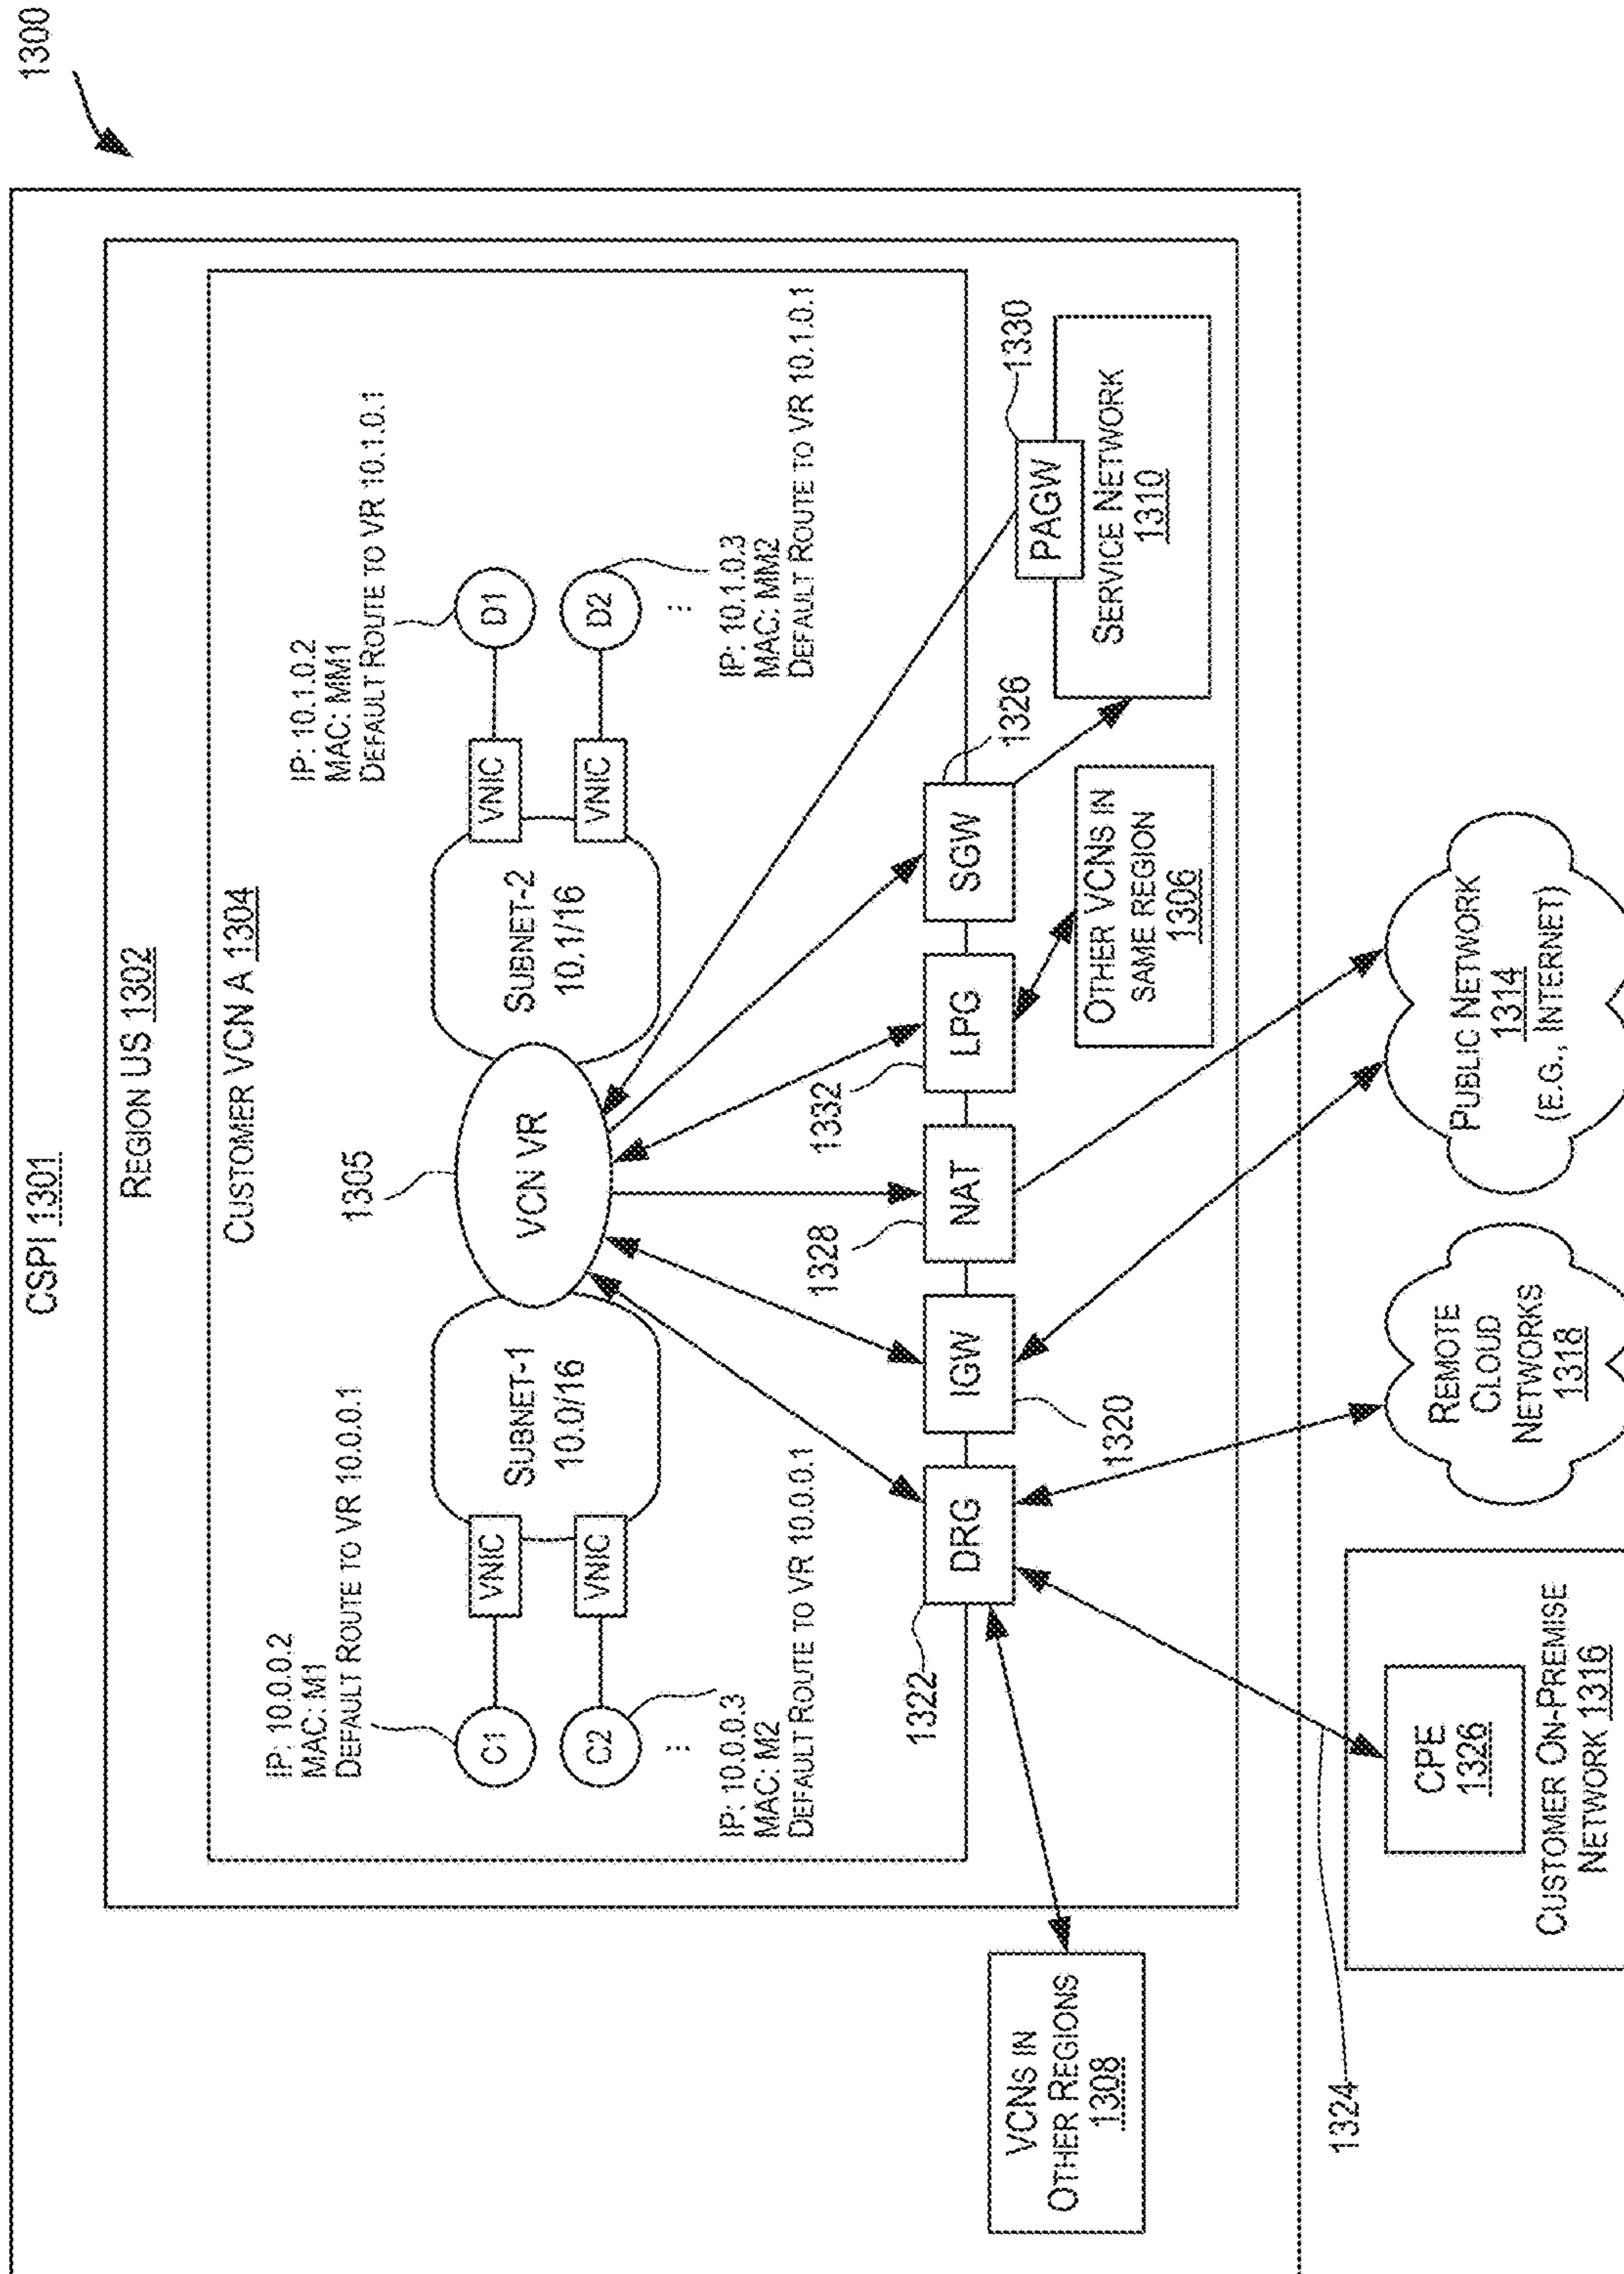 1300
CSPI 1301
REGION US 1302
CUSTOMER VCN A 1304
IP: 10.0.0.2
MAC: M1
DEFAULT ROUTE TO VR 10.0.0.1
1305
IP: 10.1.0.2
MAC: MM1
DEFAULT ROUTE TO VR 10.1.0.1
C1
VNIC
SUBNET-1
10.0/16
VCN VR
SUBNET-2
10.1/16
VNIC
D1
C2
VNIC
VNIC
D2
...
...
IP: 10.0.0.3
MAC: M2
DEFAULT ROUTE TO VR 10.0.0.1
IP: 10.1.0.3
MAC: MM2
DEFAULT ROUTE TO VR 10.1.0.1
1322
1328
1332
DRG
IGW
NAT
LPG
SGW
1326
1330
PAGW
1320
SERVICE NETWORK
1310
OTHER VCNS IN
SAME REGION
1306
VCNS IN
OTHER REGIONS
1308
1324
CPE
1326
CUSTOMER ON-PREMISE
NETWORK 1316
REMOTE
CLOUD
NETWORKS
1318
PUBLIC NETWORK
1314
(E.G., INTERNET)